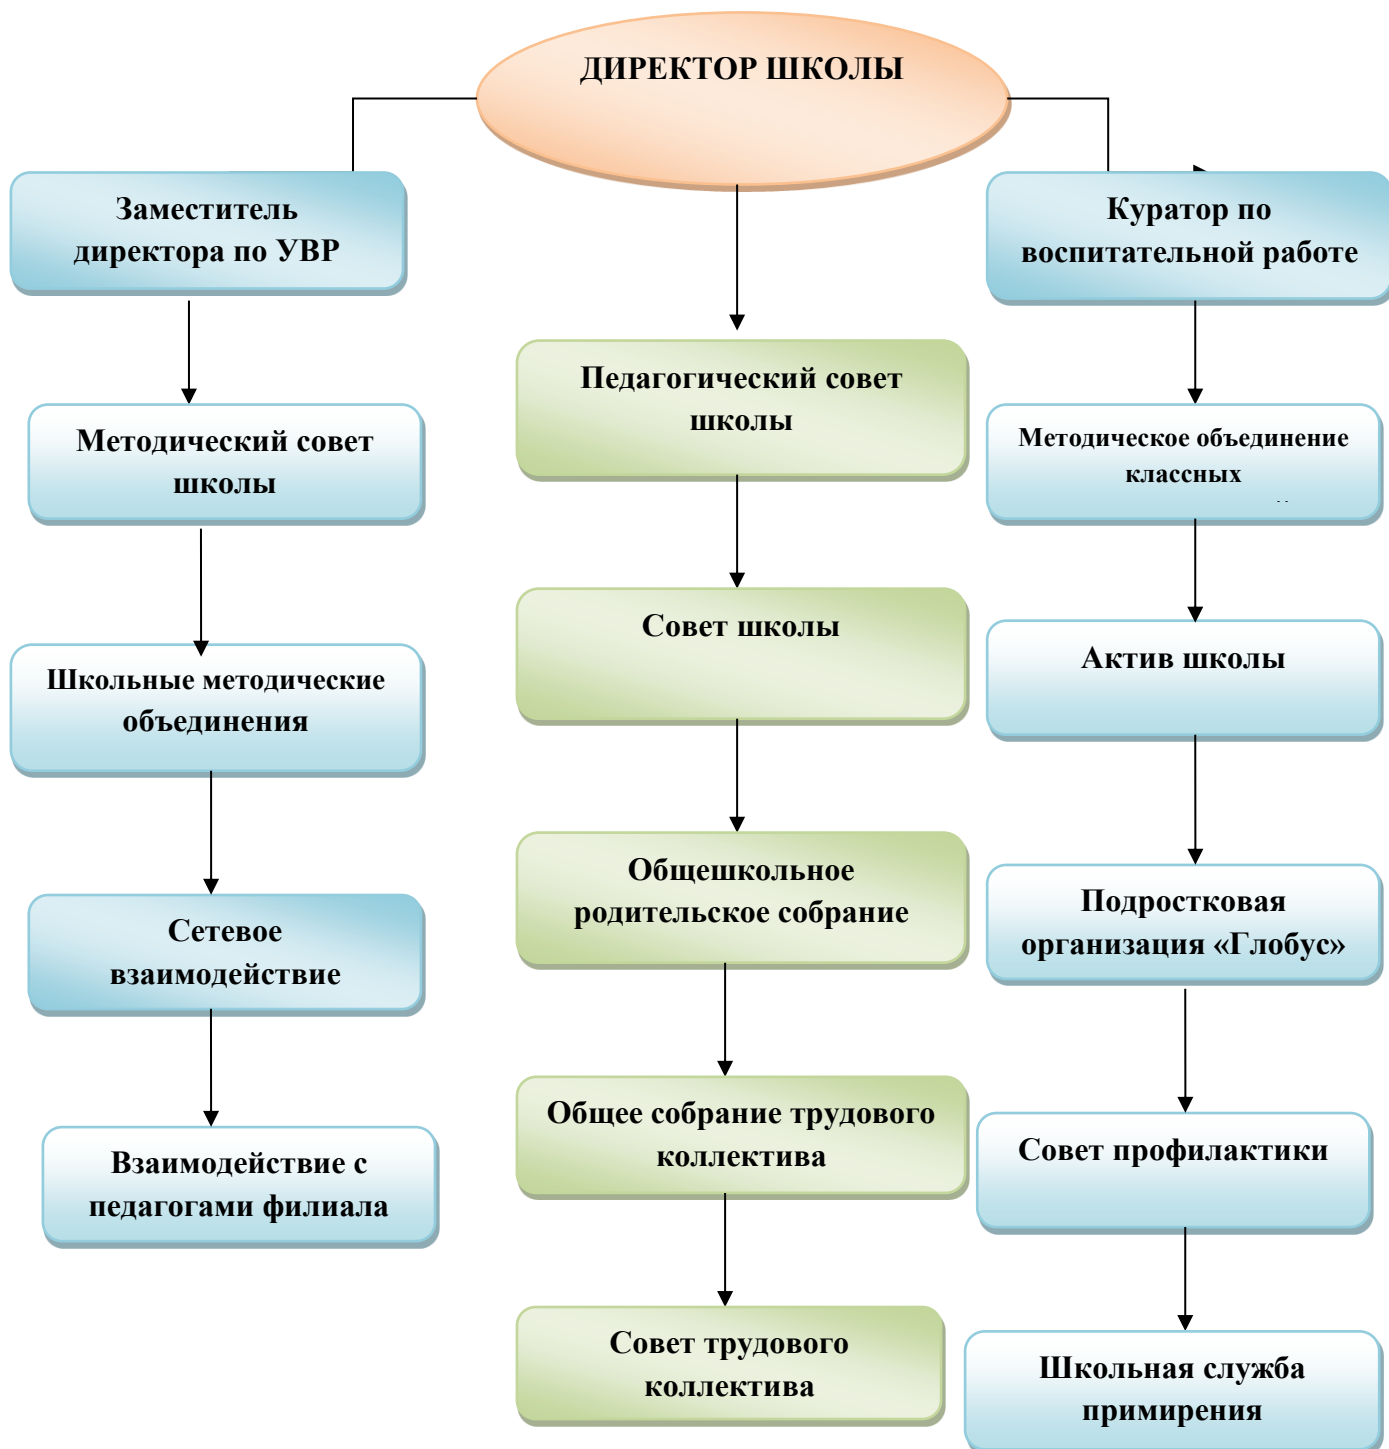 ДИРЕКТОР ШКОЛЫ
Заместитель
директора по УВР
Методический совет
школы
Школьные методические
объединения
Сетевое
взаимодействие
Взаимодействие с
педагогами филиала
Педагогический совет
школы
Совет школы
Общешкольное
родительское собрание
Общее собрание трудового
коллектива
Совет трудового
коллектива
Куратор по
воспитательной работе
Методическое объединение
классных
Актив школы
Подростковая
организация «Глобус»
Совет профилактики
Школьная служба
примирения